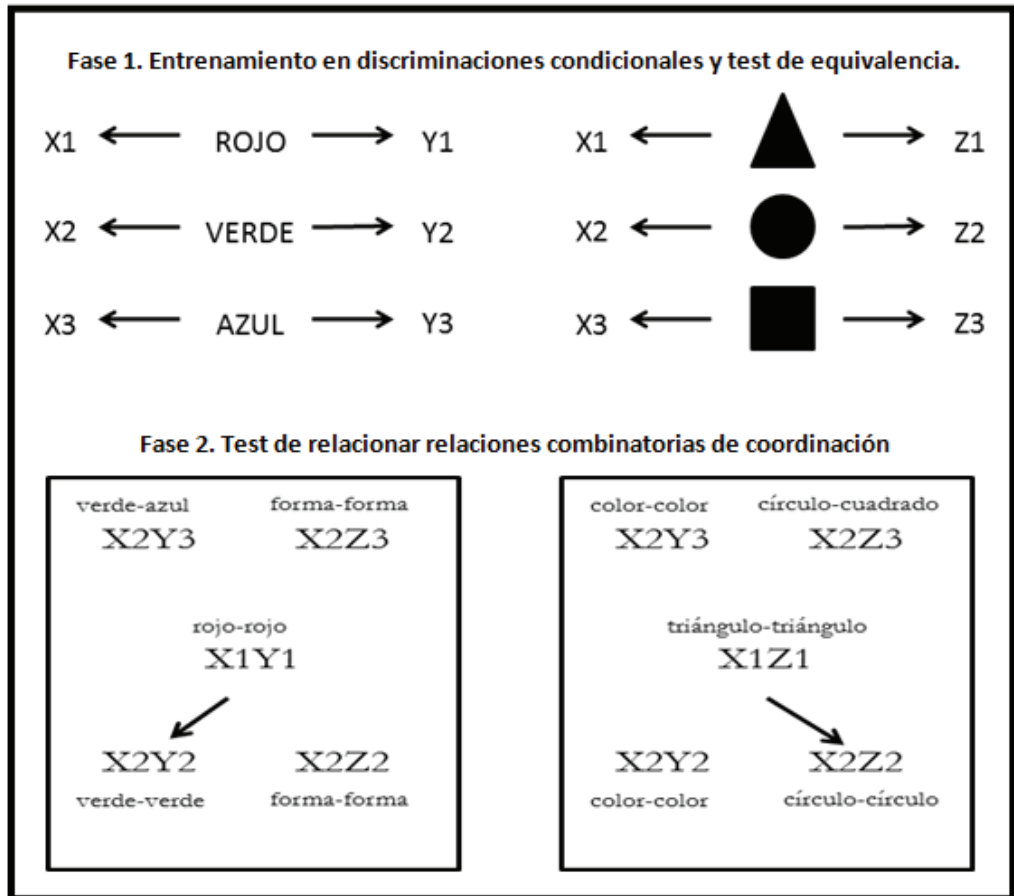 Fase 1. Entrenamiento en discriminaciones condicionales y test de equivalencia.
X1 ROJO Y1
X2 VERDE Y2
X3 AZUL Y3
X1 Z1
X2 Z2
X3 Z3
Fase 2. Test de relacionar relaciones combinatorias de coordinación
verde-azul forma-forma
X2Y3 X2Z3
rojo-rojo
X1Y1
X2Y2 X2Z2
verde-verde forma-forma
color-color círculo-cuadrado
X2Y3 X2Z3
triángulo-triángulo
X1Z1
X2Y2 X2Z2
color-color círculo-círculo